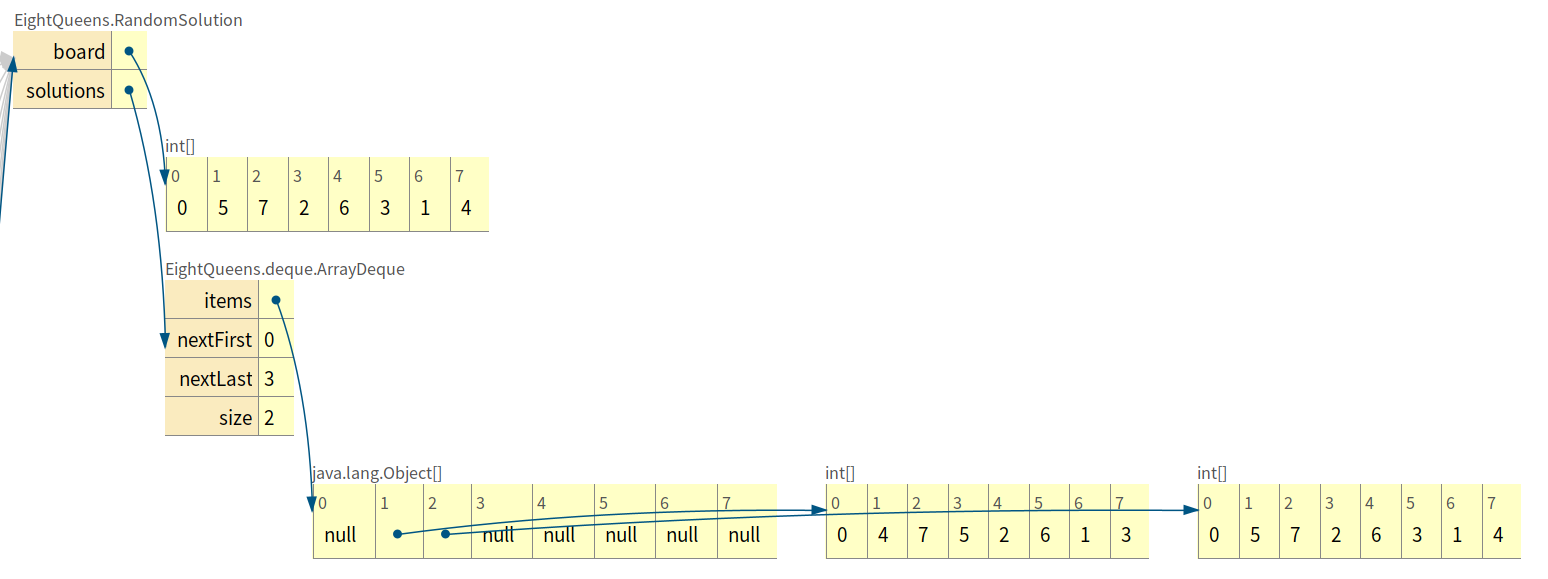 EightQueens.RandomSolution
board
solutions
int[]
0 1 2 3 4 5 6 7
0 5 7 2 6 3 1 4
EightQueens.deque.ArrayDeque
items
nextFirst 0
nextLast 3
size 2
java.lang.Object[]
0 1 2 3 4 5 6 7
null null null null null null
int[]
0 1 2 3 4 5 6 7
0 4 7 5 2 6 1 3
int[]
0 1 2 3 4 5 6 7
0 5 7 2 6 3 1 4